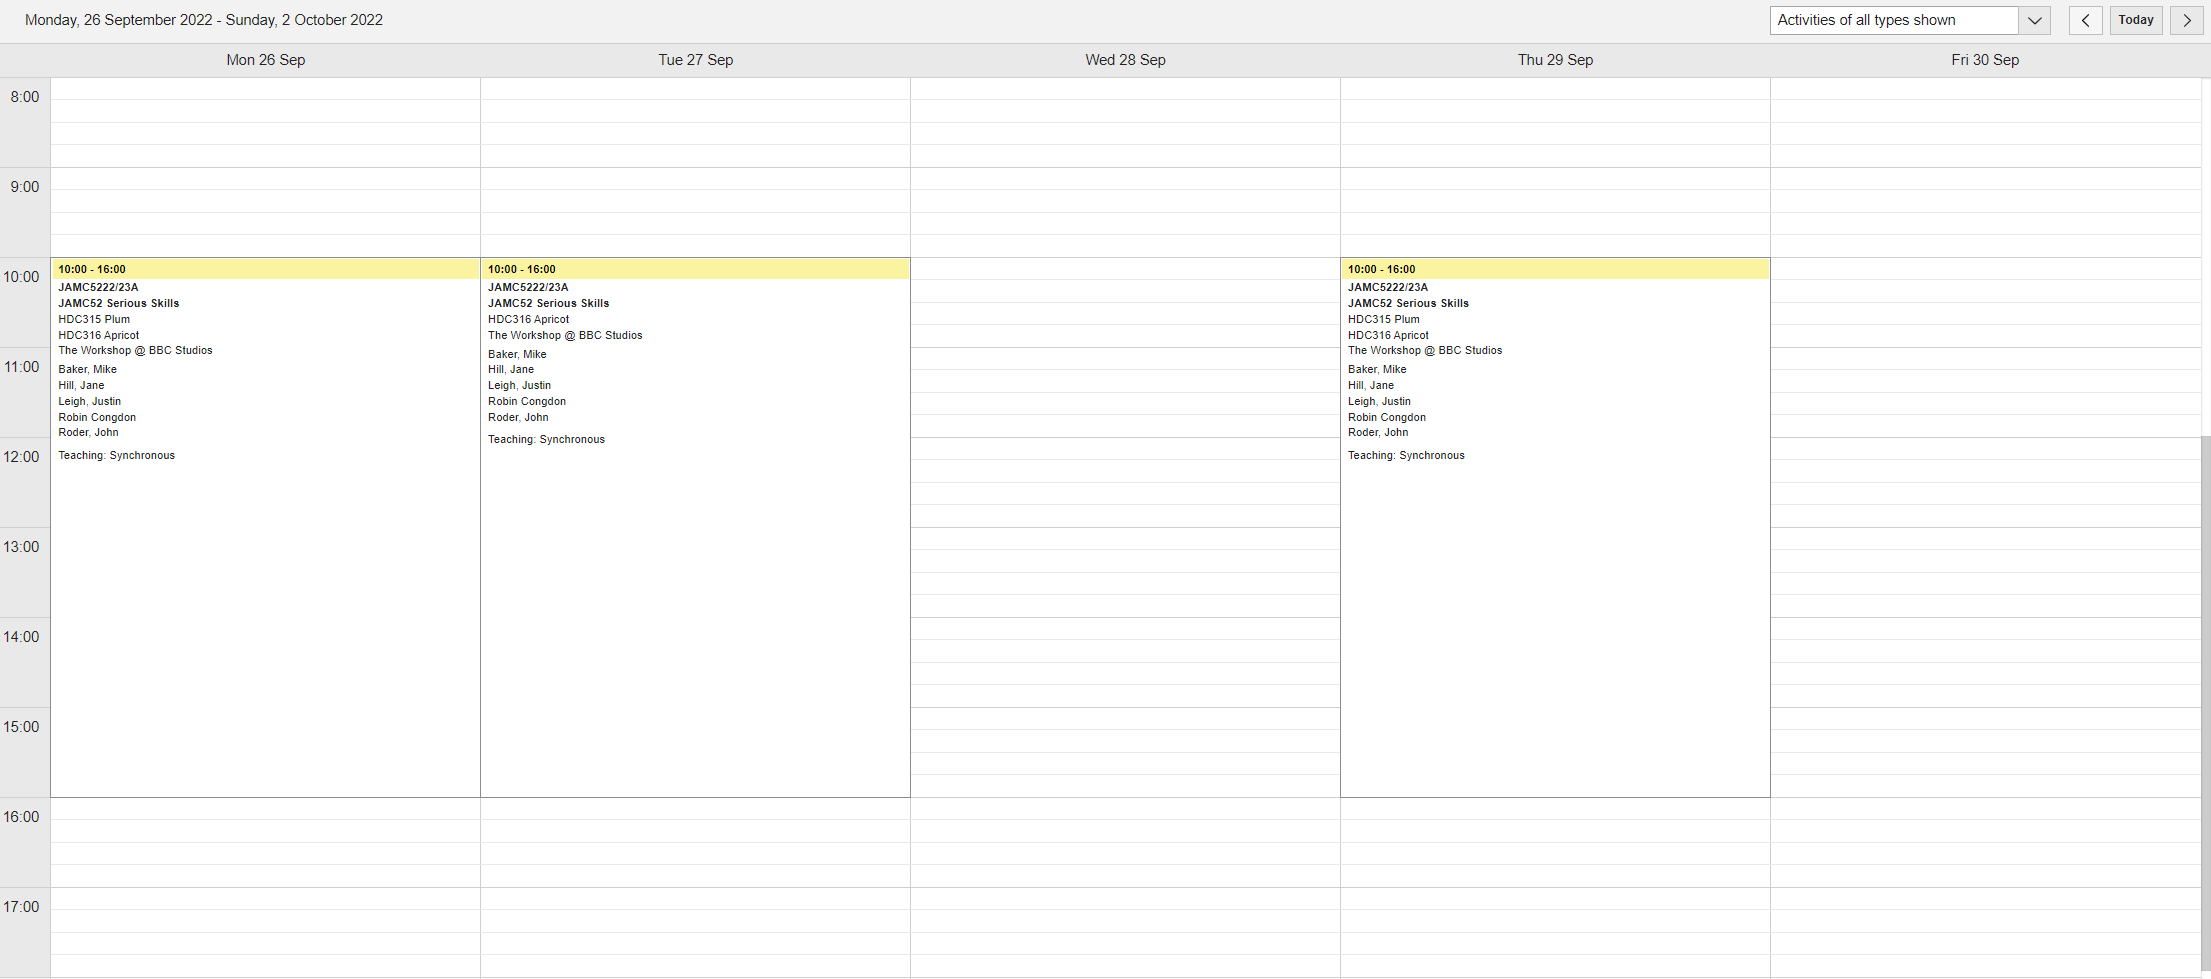 Monday, 26 September 2022 - Sunday, 2 October 2022
Activities of all types shown
Today
Mon 26 Sep
Tue 27 Sep
Wed 28 Sep
Thu 29 Sep
Fri 30 Sep
8:00
9:00
10:00
11:00
12:00
13:00
14:00
15:00
16:00
17:00
10:00 - 16:00
JAMC5222/23A
JAMC52 Serious Skills
HDC315 Plum
HDC316 Apricot
The Workshop @ BBC Studios
Baker, Mike
Hill, Jane
Leigh, Justin
Robin Congdon
Roder, John
Teaching: Synchronous
10:00 - 16:00
JAMC5222/23A
JAMC52 Serious Skills
HDC316 Apricot
The Workshop @ BBC Studios
Baker, Mike
Hill, Jane
Leigh, Justin
Robin Congdon
Roder, John
Teaching: Synchronous
10:00 - 16:00
JAMC5222/23A
JAMC52 Serious Skills
HDC315 Plum
HDC316 Apricot
The Workshop @ BBC Studios
Baker, Mike
Hill, Jane
Leigh, Justin
Robin Congdon
Roder, John
Teaching: Synchronous